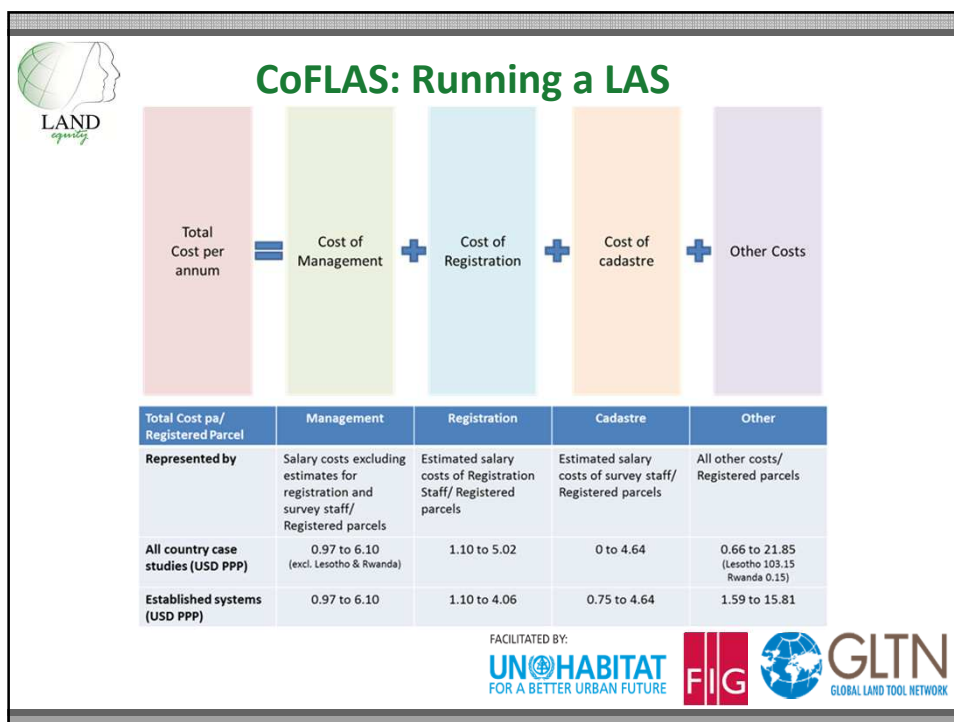 LAND
equity
CoFLAS: Running a LAS
Total
Cost per
annum
Cost of
Management
Cost of
Registration
Cost of
cadastre
Other Costs
Total Cost pa/
Registered Parcel
Management
Registration
Cadastre
Other
Represented by
Salary costs excluding
estimates for
registration and
survey staff/
Registered parcels
Estimated salary
costs of Registration
Staff/ Registered
parcels
Estimated salary
costs of survey staff/
Registered parcels
All other costs/
Registered parcels
All country case
studies (USD PPP)
0.97 to 6.10
(excl. Lesotho & Rwanda)
1.10 to 5.02
0 to 4.64
0.66 to 21.85
(Lesotho 103.15
Rwanda 0.15)
Established systems
(USD PPP)
0.97 to 6.10
1.10 to 4.06
0.75 to 4.64
1.59 to 15.81
FACILITATED BY:
UN HABITAT
FOR A BETTER URBAN FUTURE
FIG
GLTN
GLOBAL LAND TOOL NETWORK